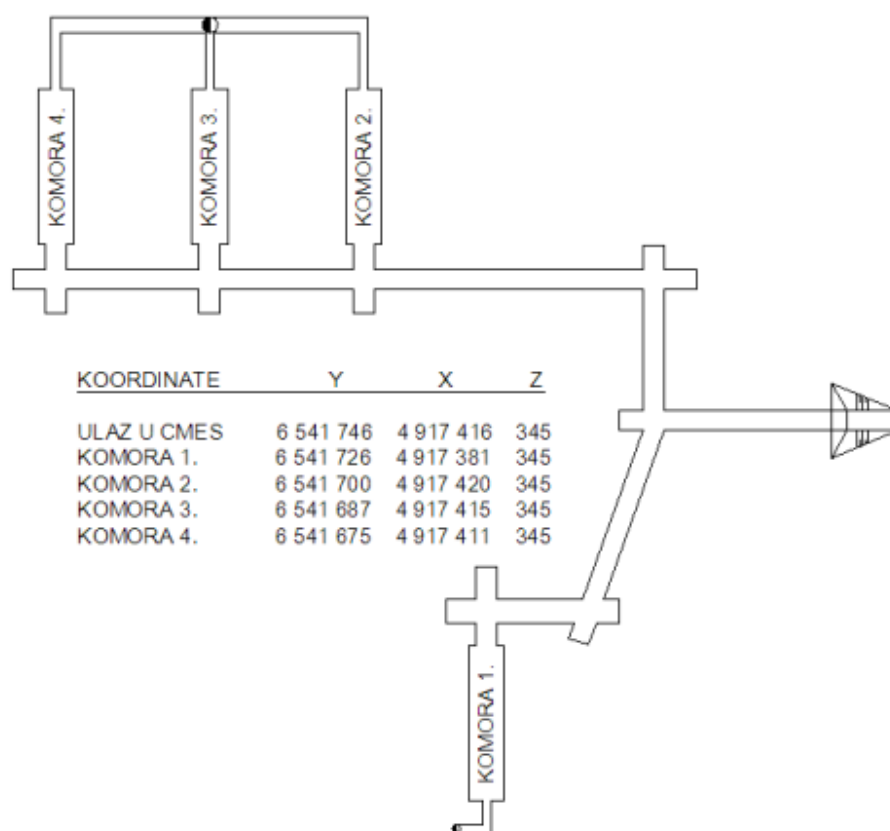 KOMORA 4.
KOMORA 3.
KOMORA 2.
KOORDINATE Y X Z
ULAZ U CMES 6 541 746 4 917 416 345
KOMORA 1. 6 541 726 4 917 381 345
KOMORA 2. 6 541 700 4 917 420 345
KOMORA 3. 6 541 687 4 917 415 345
KOMORA 4. 6 541 675 4 917 411 345
KOMORA 1.